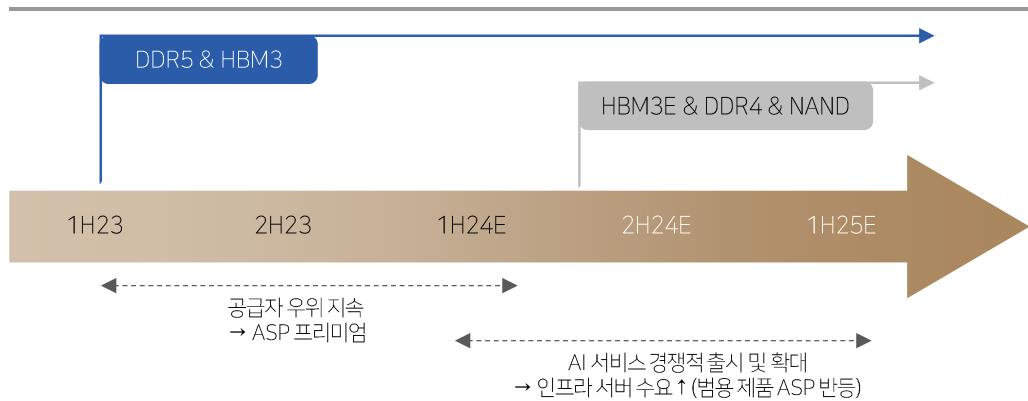 DDR5 & HBM3
HBM3E & DDR4 & NAND
1H23 2H23 1H24E 2H24E 1H25E
공급자 우위 지속
→ ASP 프리미엄
AI 서비스 경쟁적 출시 및 확대
→ 인프라 서버 수요↑(범용 제품 ASP 반등)